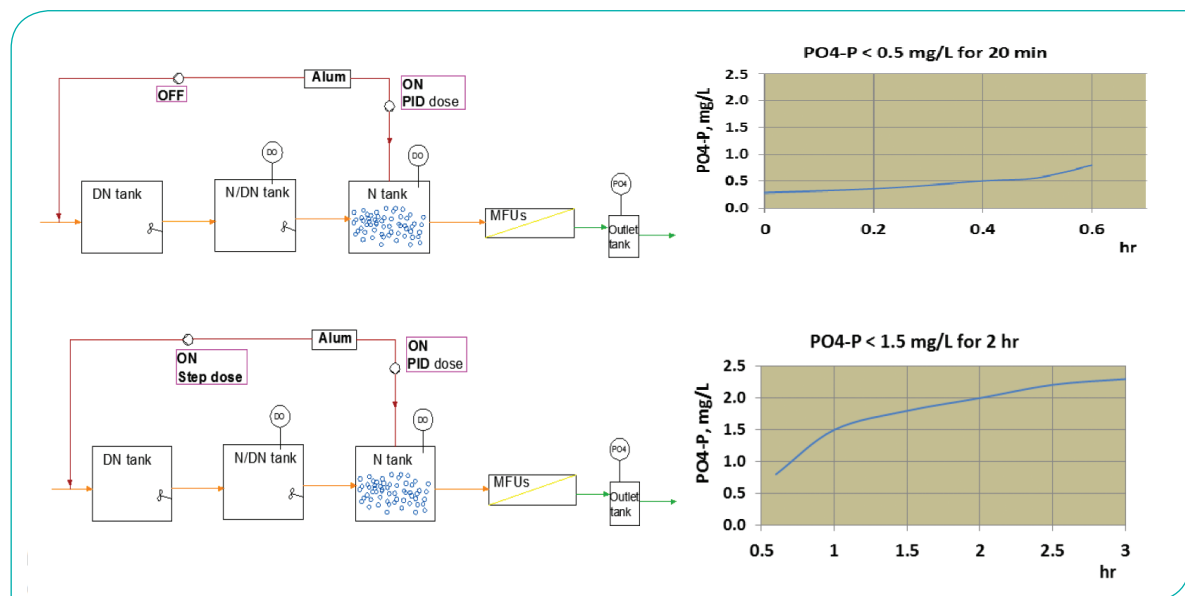 Alum
OFF
ON
PID dose
DO
DO
DN tank
N/DN tank
N tank
MFUs
PO4
Outlet
tank
PO4-P < 0.5 mg/L for 20 min
PO4-P, mg/L
2.5
2.0
1.5
1.0
0.5
0.0
0
0.2
0.4
0.6
hr
Alum
ON
Step dose
ON
PID dose
DO
DO
DN tank
N/DN tank
N tank
MFUs
PO4
Outlet
tank
PO4-P < 1.5 mg/L for 2 hr
PO4-P, mg/L
2.5
2.0
1.5
1.0
0.5
0.0
0.5
1
1.5
2
2.5
3
hr